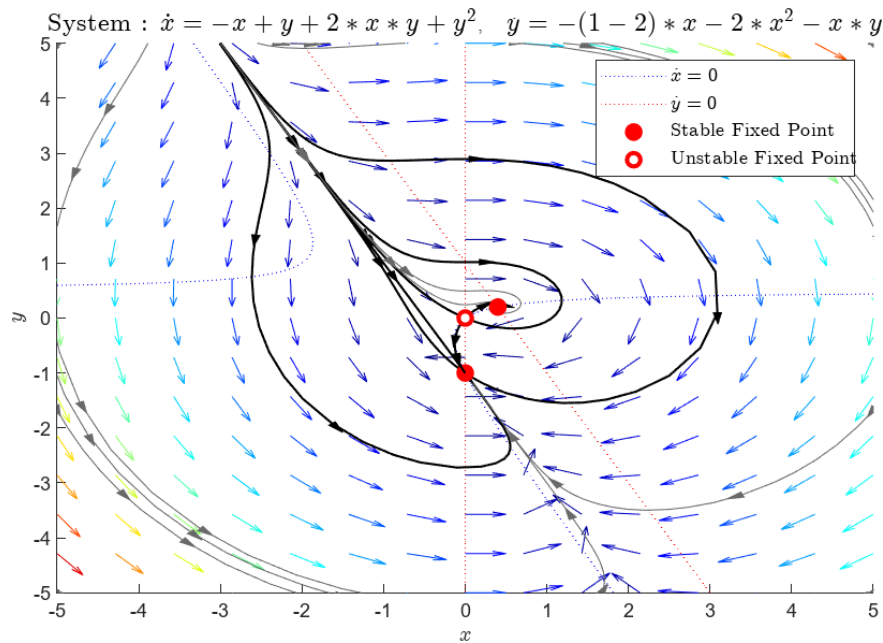 System : ẋ = −x + y + 2 ∗ x ∗ y + y², ẏ = −(1 − 2) ∗ x − 2 ∗ x² − x ∗ y
ẋ = 0
ẏ = 0
Stable Fixed Point
Unstable Fixed Point
5
4
3
2
1
0
-1
-2
-3
-4
-5
y
-5 -4 -3 -2 -1 0 1 2 3 4 5
x